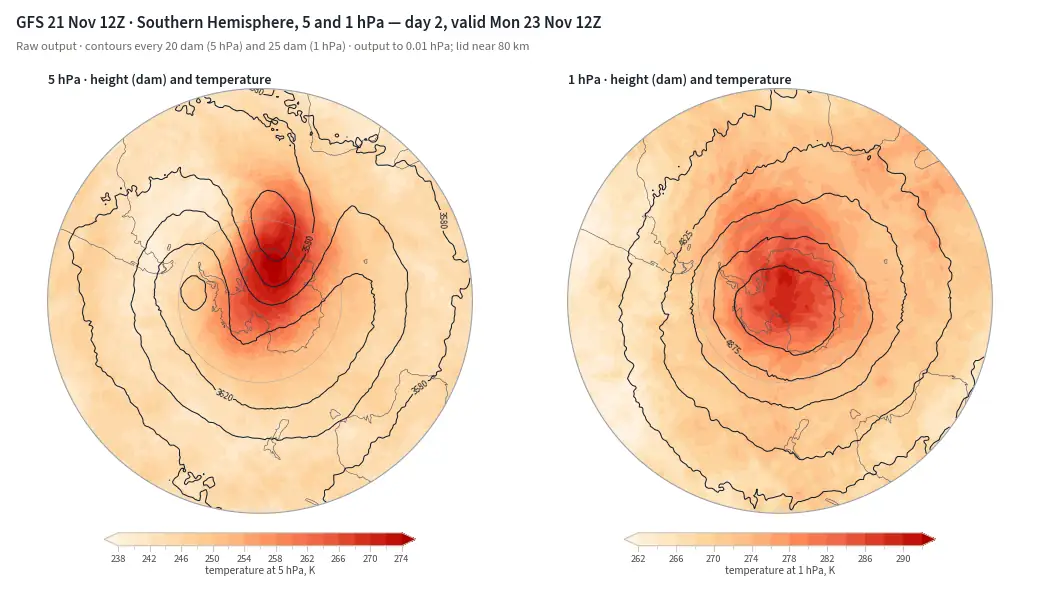 GFS 21 Nov 12Z · Southern Hemisphere, 5 and 1 hPa — day 2, valid Mon 23 Nov 12Z
Raw output · contours every 20 dam (5 hPa) and 25 dam (1 hPa) · output to 0.01 hPa; lid near 80 km
5 hPa · height (dam) and temperature
1 hPa · height (dam) and temperature
3580
3580
4825
4875
3620
3680
238 242 246 250 254 258 262 266 270 274
temperature at 5 hPa, K
262 266 270 274 278 282 286 290
temperature at 1 hPa, K